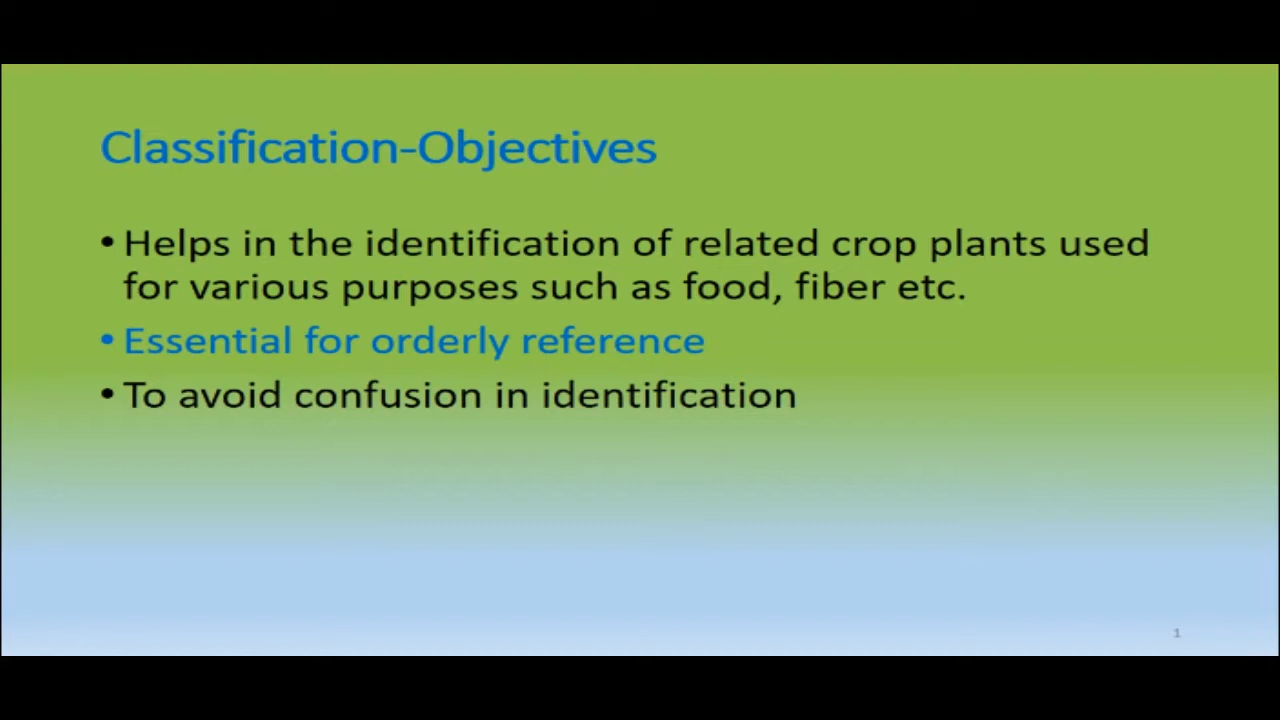 Classification-Objectives
• Helps in the identification of related crop plants used
for various purposes such as food, fiber etc.
• Essential for orderly reference
• To avoid confusion in identification
1